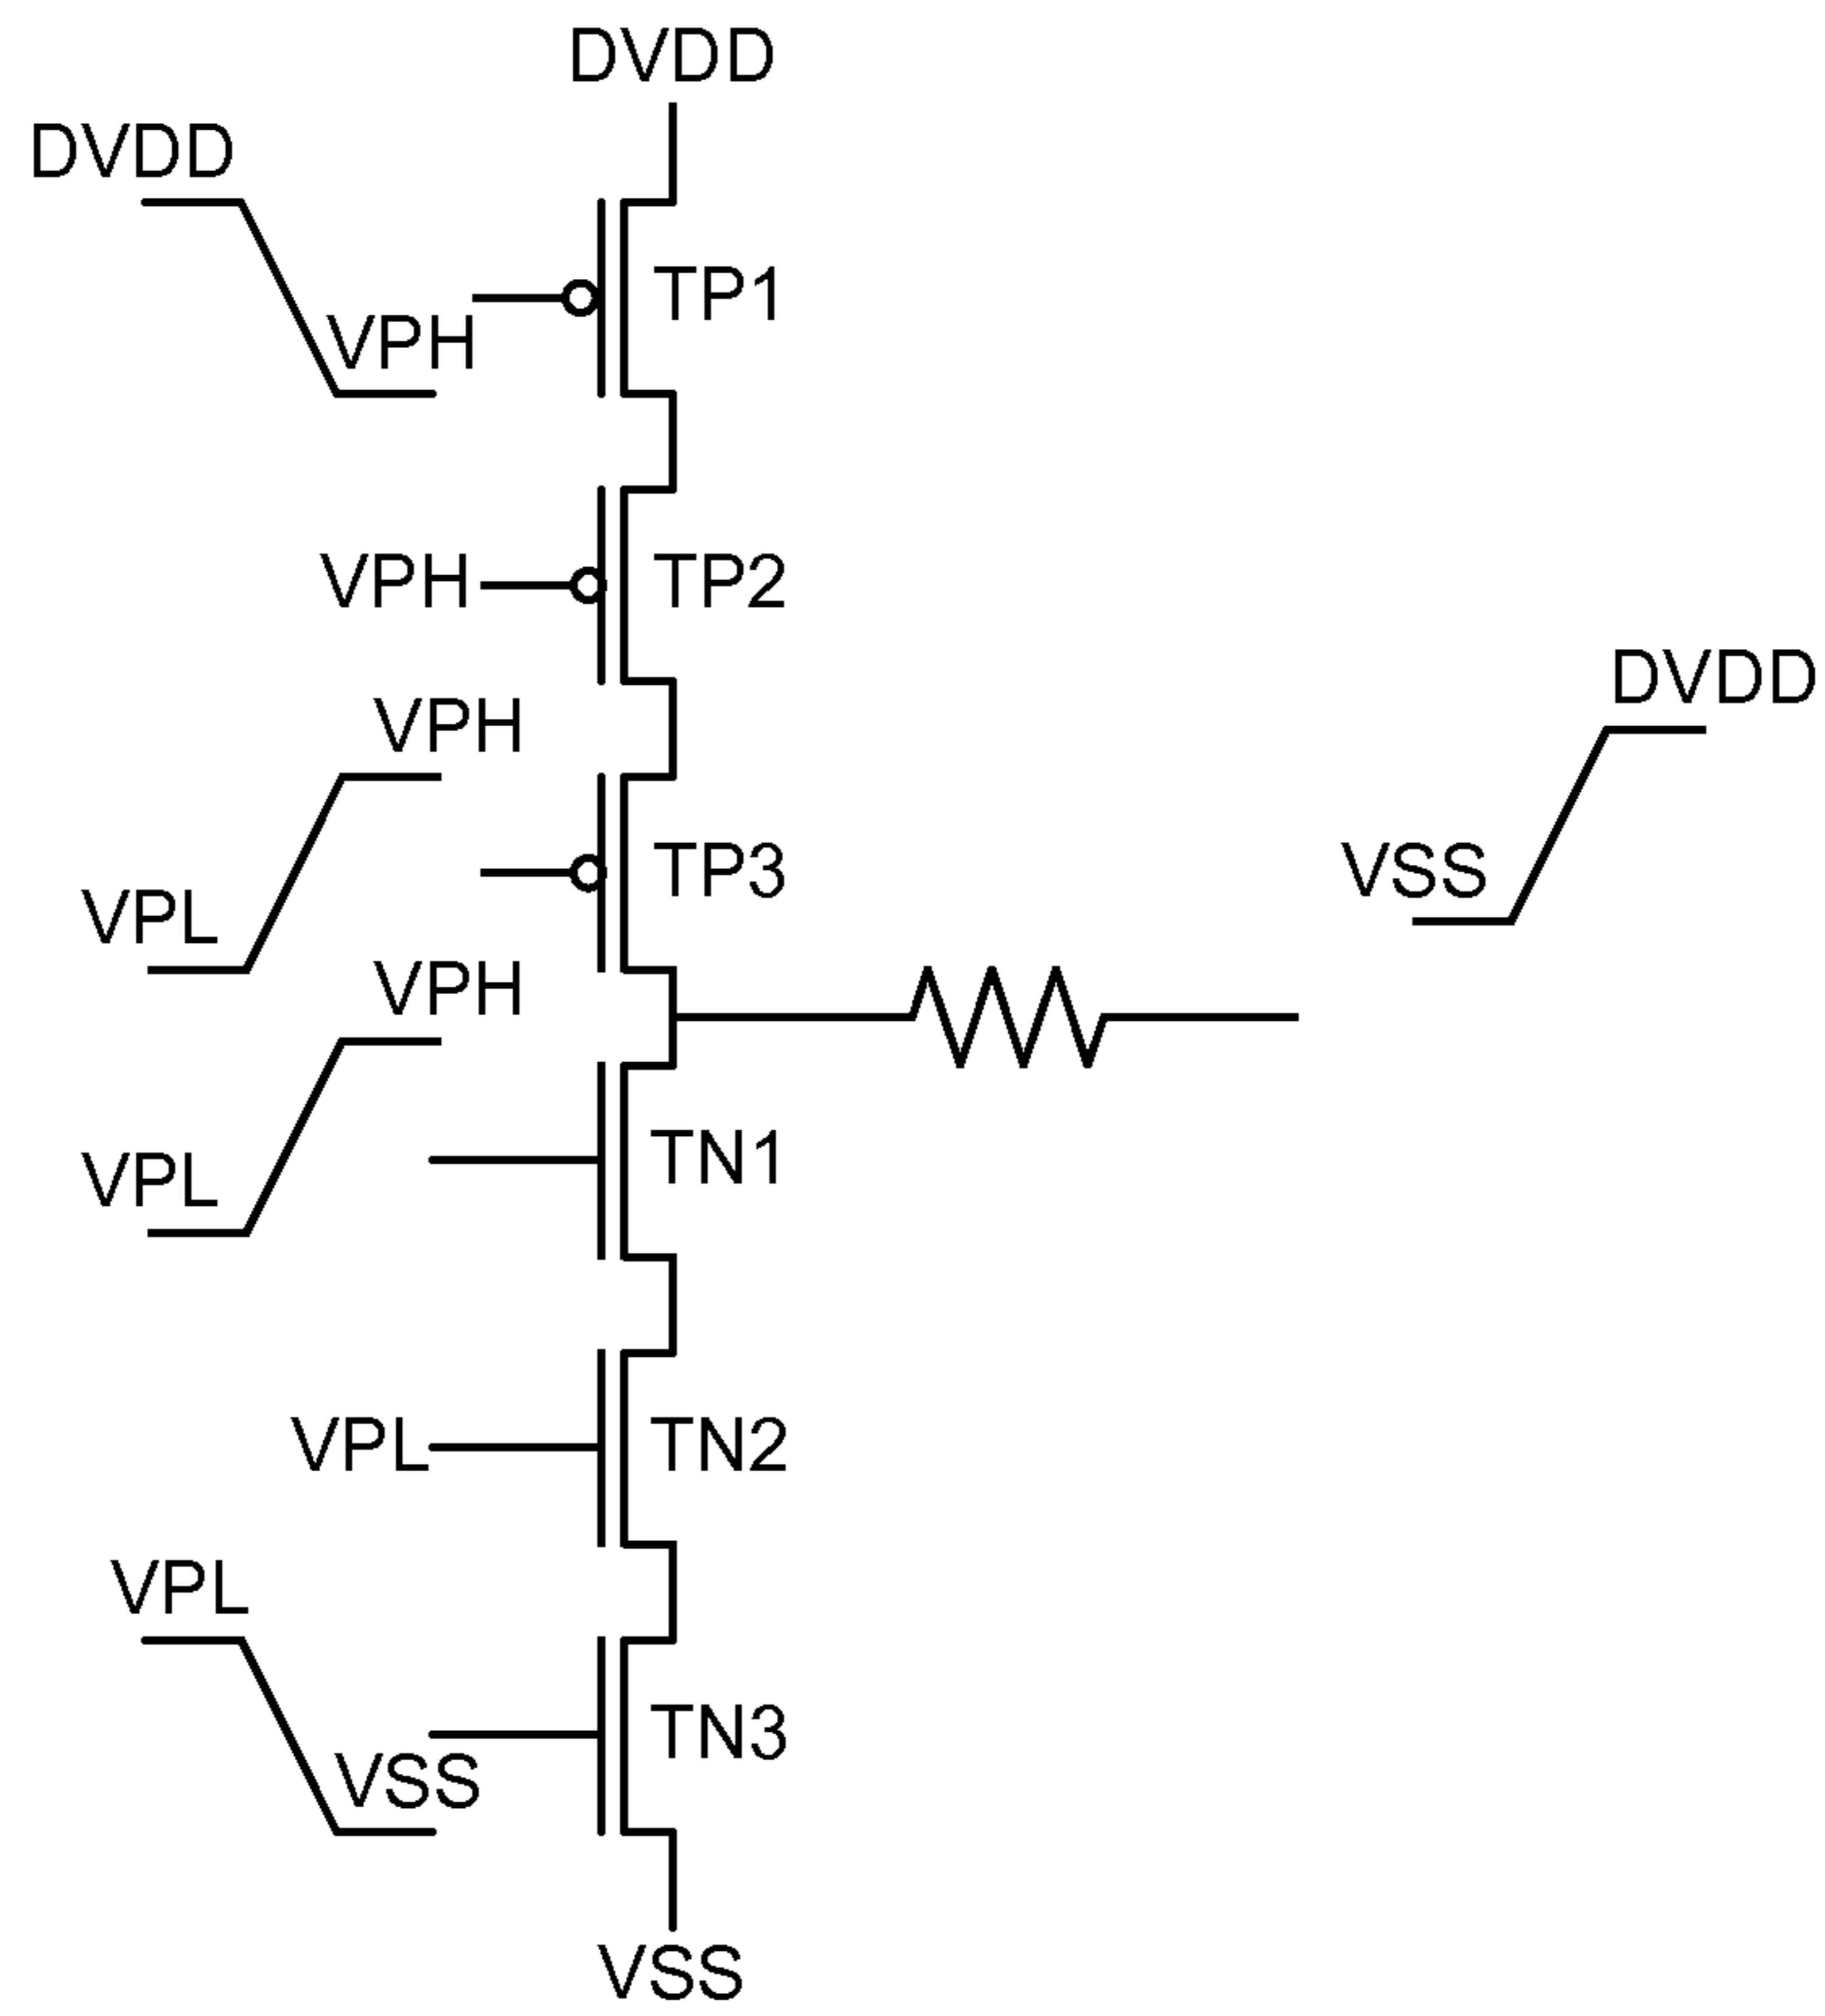 DVDD
DVDD
TP1
VPH
VPH
TP2
DVDD
VPH
TP3
VSS
VPL
VPH
TN1
VPL
VPL
TN2
VPL
TN3
VSS
VSS